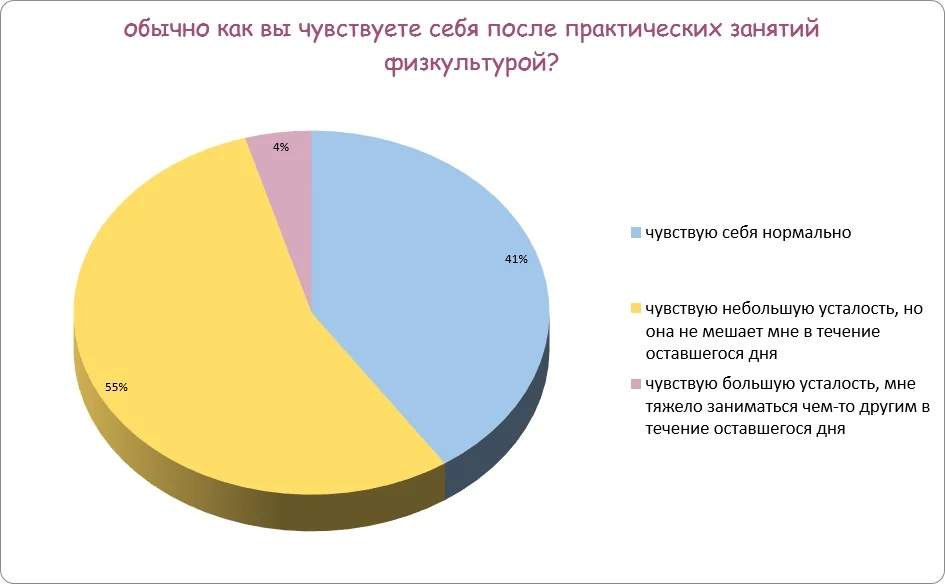 обычно как вы чувствуете себя после практических занятий
физкультурой?
4%
41%
55%
чувствую себя нормально
чувствую небольшую усталость, но
она не мешает мне в течение
оставшегося дня
чувствую большую усталость, мне
тяжело заниматься чем-то другим в
течение оставшегося дня